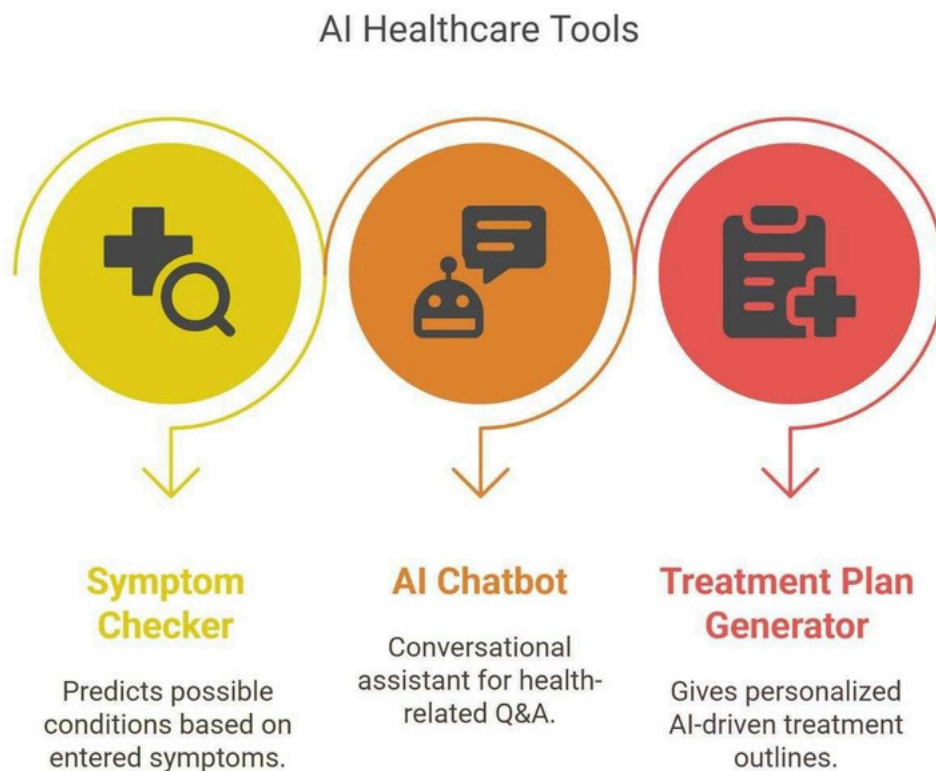 AI Healthcare Tools
Symptom
Checker
Predicts possible
conditions based on
entered symptoms.
AI Chatbot
Conversational
assistant for health-
related Q&A.
Treatment Plan
Generator
Gives personalized
AI-driven treatment
outlines.